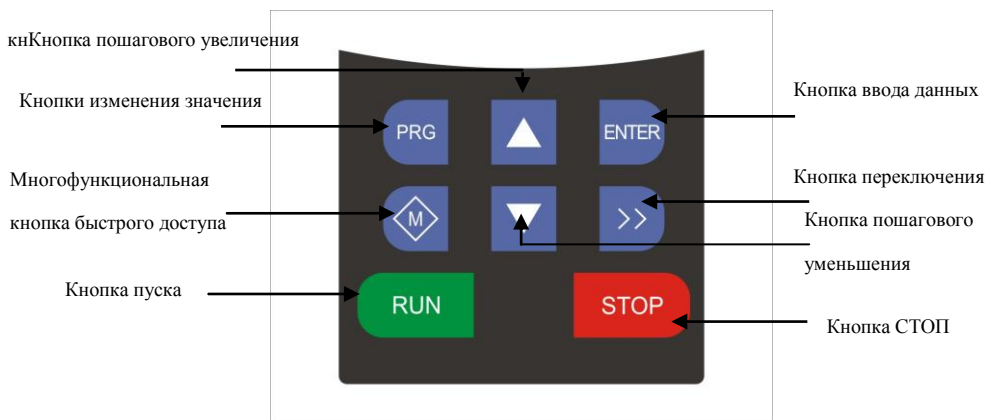 кнКнопка пошагового увеличения
Кнопки изменения значения
Кнопка ввода данных
PRG
ENTER
Многофункциональная
кнопка быстрого доступа
M
>>
Кнопка переключения
Кнопка пошагового
уменьшения
Кнопка пуска
RUN
STOP
Кнопка СТОП